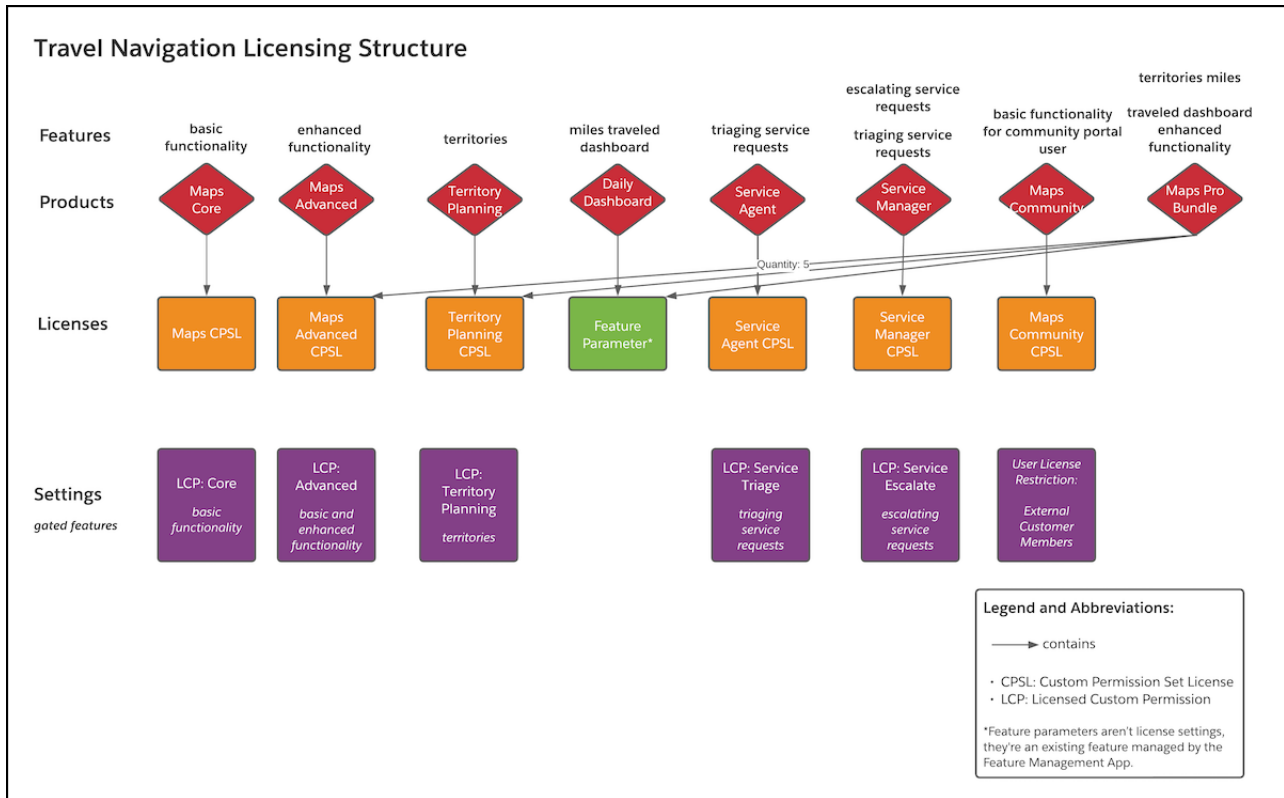 Travel Navigation Licensing Structure
Features
basic
functionality
enhanced
functionality
territories
miles traveled
dashboard
triaging service
requests
escalating service
requests
triaging service
requests
basic functionality
for community portal
user
territories miles
traveled dashboard
enhanced
functionality
Products
Maps
Core
Maps
Advanced
Territory
Planning
Daily
Dashboard
Service
Agent
Service
Manager
Maps
Community
Maps Pro
Bundle
Quantity: 5
Licenses
Maps CPSL
Maps
Advanced
CPSL
Territory
Planning
CPSL
Feature
Parameter*
Service
Agent CPSL
Service
Manager
CPSL
Maps
Community
CPSL
Settings
gated features
LCP: Core
basic
functionality
LCP:
Advanced
basic and
enhanced
functionality
LCP:
Territory
Planning
territories
LCP: Service
Triage
triaging
service
requests
LCP: Service
Escalate
escalating
service
requests
User License
Restriction:
External
Customer
Members
Legend and Abbreviations:
contains
• CPSL: Custom Permission Set License
• LCP: Licensed Custom Permission
*Feature parameters aren't license settings,
they're an existing feature managed by the
Feature Management App.